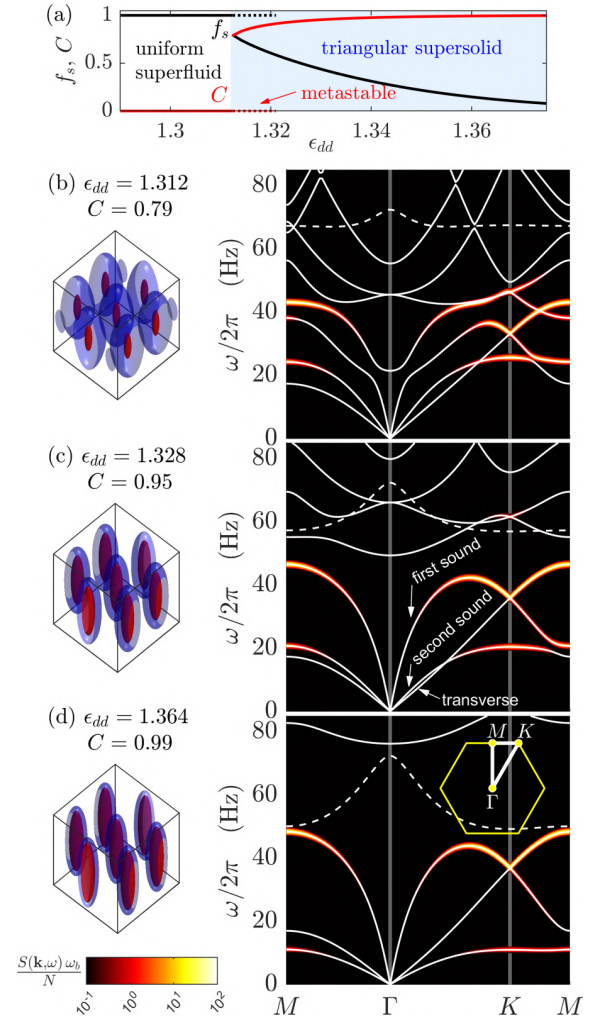 (a)
1
0.5
0
f_s, C
uniform
superfluid
f_s
C
triangular supersolid
metastable
1.3
1.32
1.34
1.36
ϵ_dd
(b) ϵ_dd = 1.312
C = 0.79
80
60
40
20
0
ω/2π (Hz)
(c) ϵ_dd = 1.328
C = 0.95
80
60
40
20
0
ω/2π (Hz)
first sound
second sound
transverse
(d) ϵ_dd = 1.364
C = 0.99
80
60
40
20
0
ω/2π (Hz)
M K
Γ
S(k,ω) ω_b
N
10^-1
10^0
10^1
10^2
M Γ K M